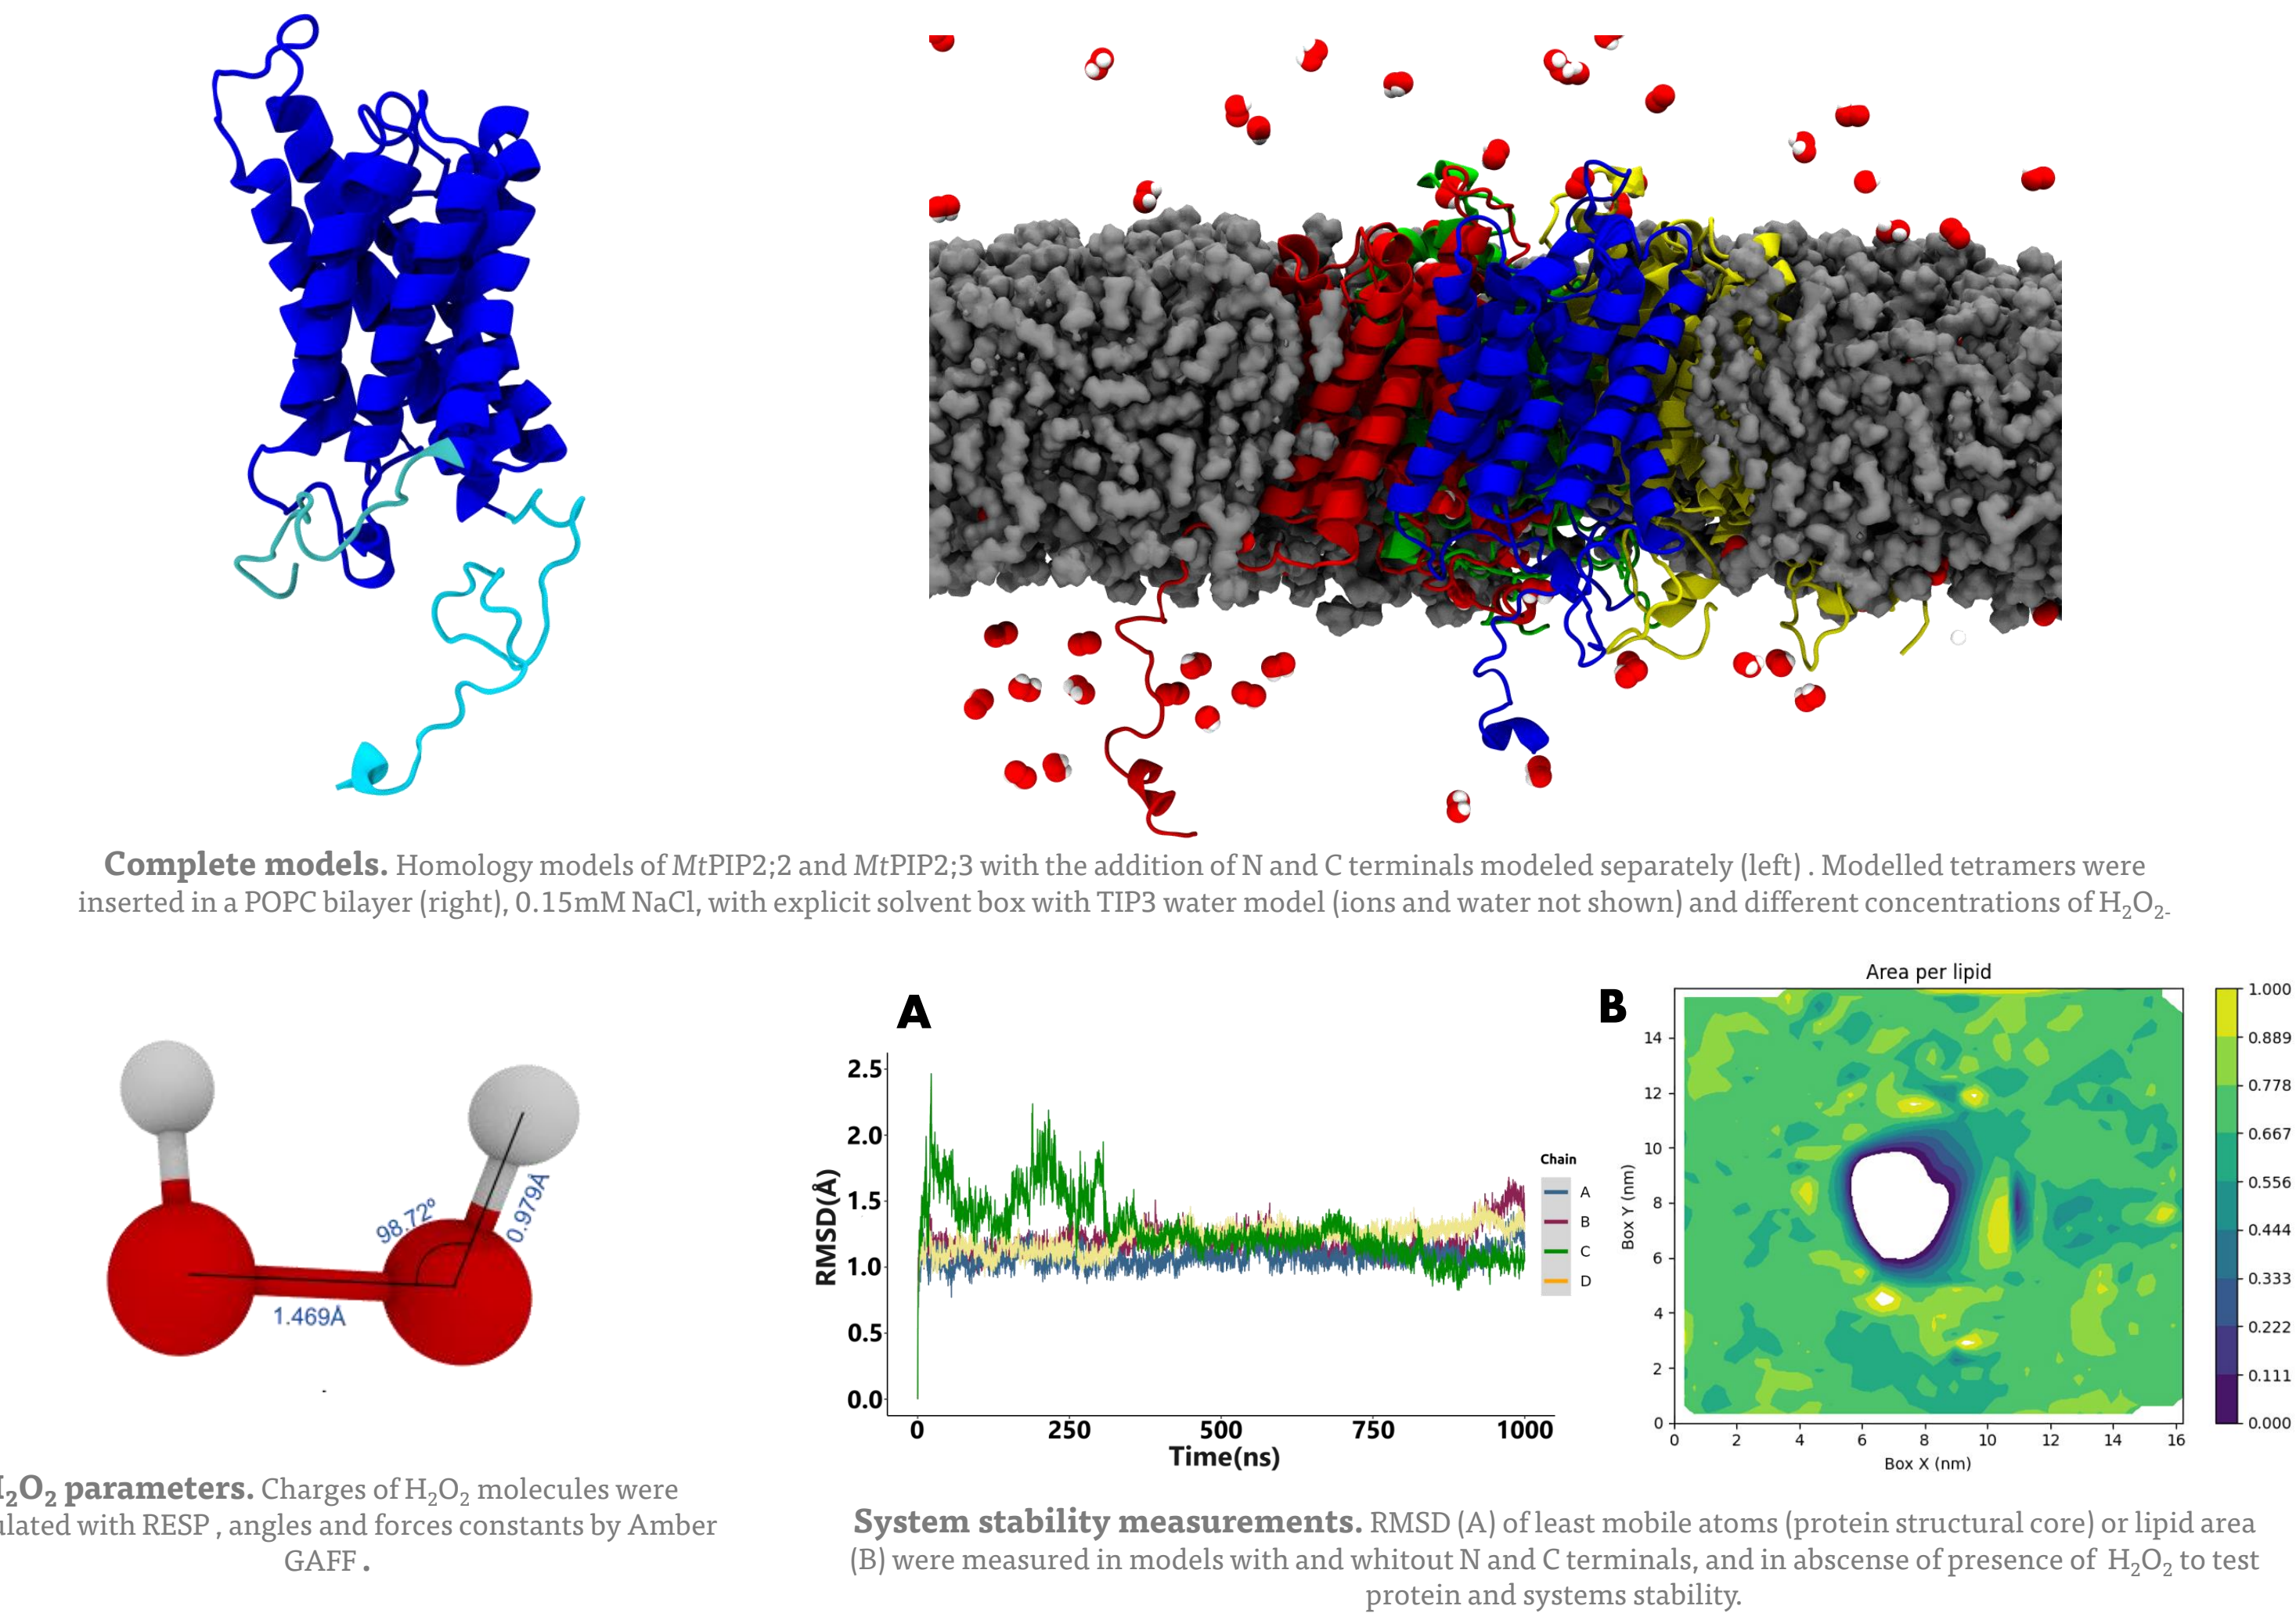 Complete models. Homology models of MtPIP2;2 and MtPIP2;3 with the addition of N and C terminals modeled separately (left) . Modelled tetramers were
inserted in a POPC bilayer (right), 0.15mM NaCl, with explicit solvent box with TIP3 water model (ions and water not shown) and different concentrations of H₂O₂-
98.72º
0.979Å
1.469Å
₂O₂ parameters. Charges of H₂O₂ molecules were
ulated with RESP , angles and forces constants by Amber
GAFF .
A
RMSD(Å)
2.5
2.0
1.5
1.0
0.5
0.0
0 250 500 750 1000
Time(ns)
Chain
A
B
C
D
B
Area per lipid
Box Y (nm)
14
12
10
8
6
4
2
0
0 2 4 6 8 10 12 14 16
Box X (nm)
1.000
0.889
0.778
0.667
0.556
0.444
0.333
0.222
0.111
0.000
System stability measurements. RMSD (A) of least mobile atoms (protein structural core) or lipid area
(B) were measured in models with and whitout N and C terminals, and in abscense of presence of H₂O₂ to test
protein and systems stability.